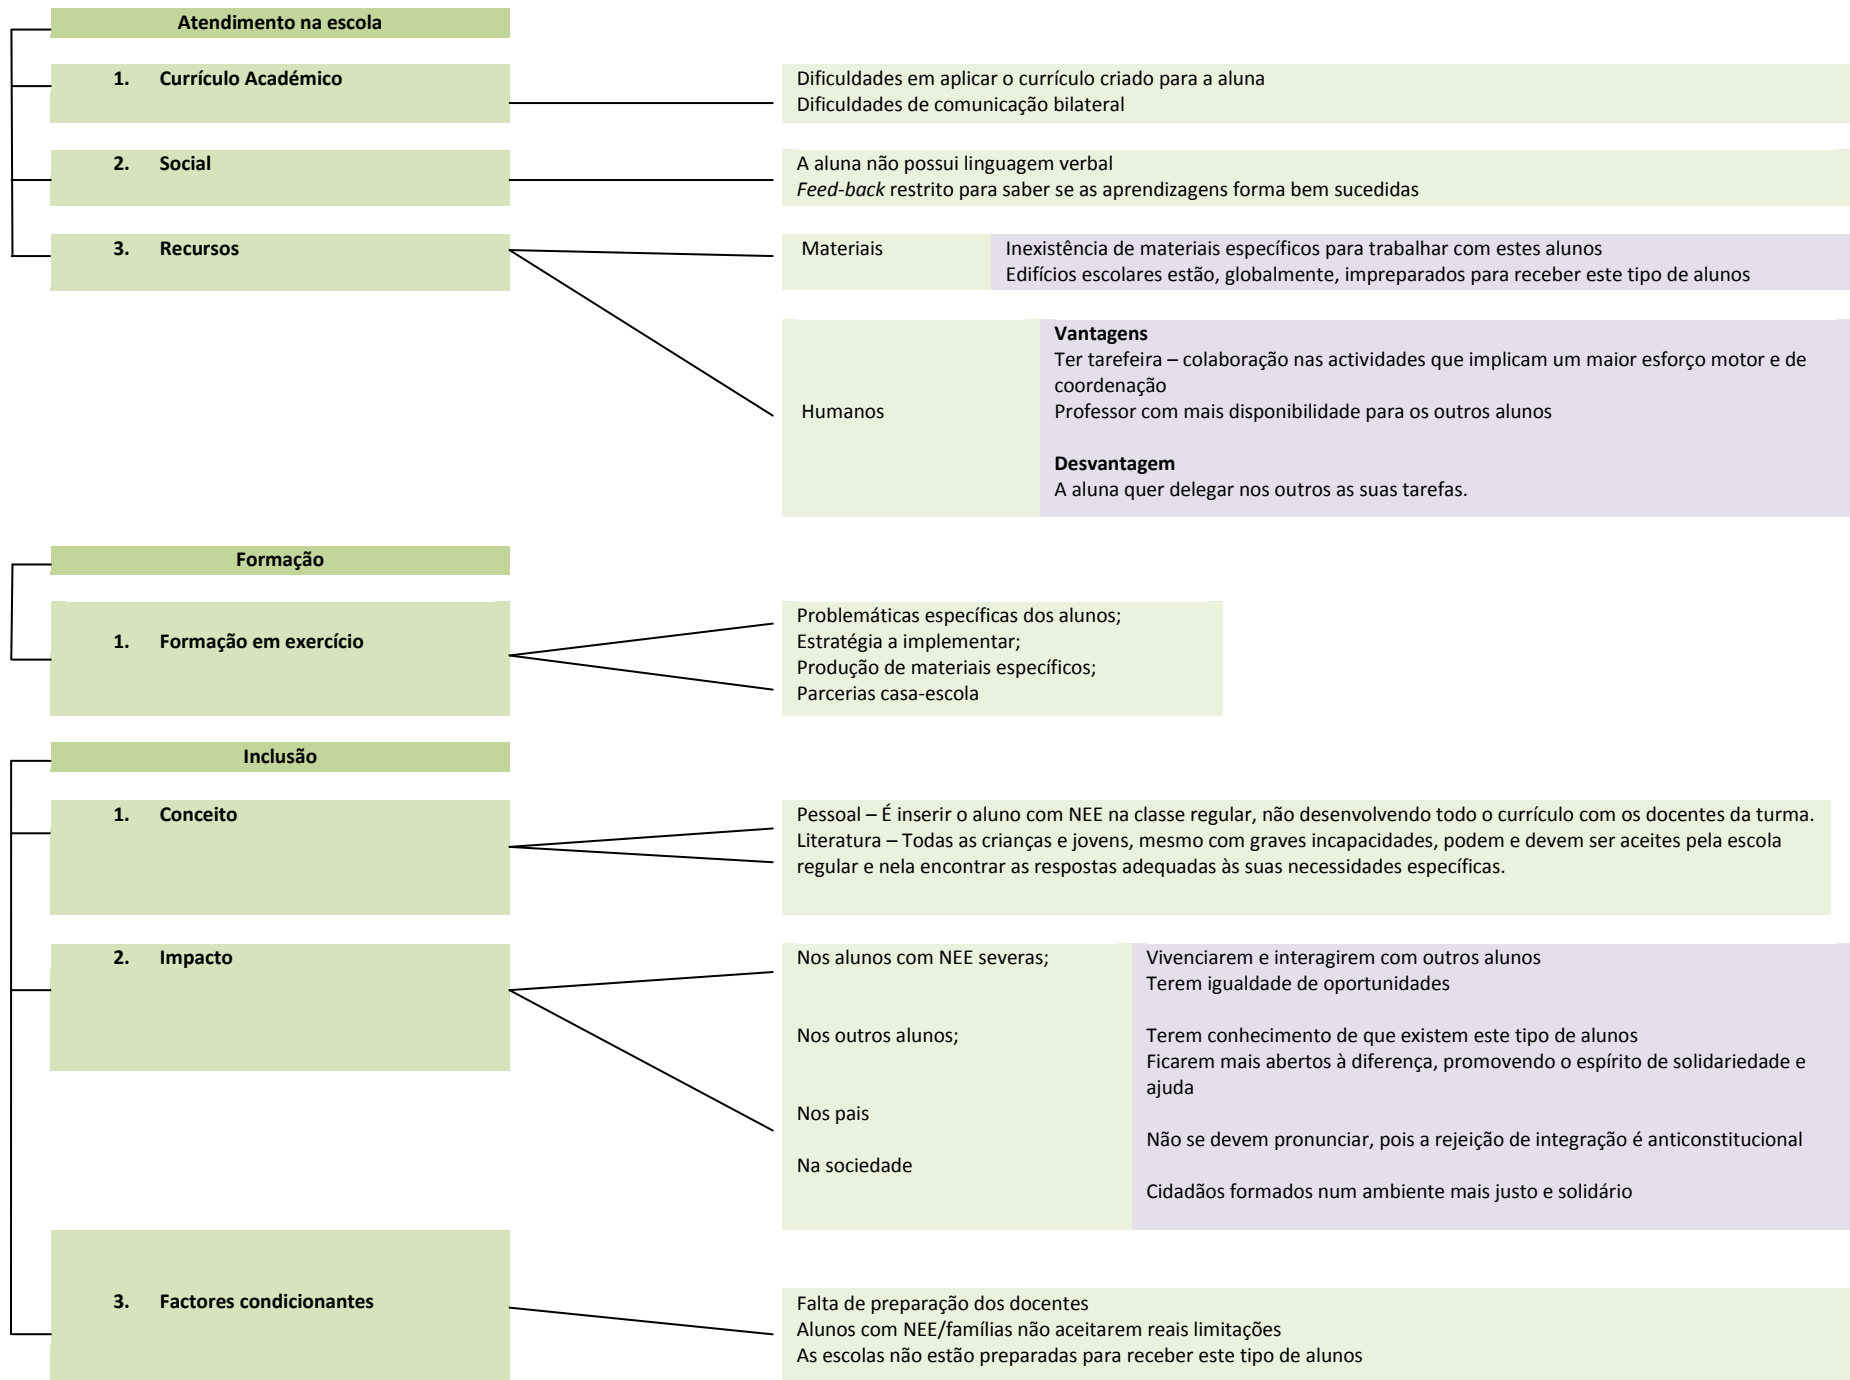 Atendimento na escola
1. Currículo Académico
Dificuldades em aplicar o currículo criado para a aluna
Dificuldades de comunicação bilateral
2. Social
A aluna não possui linguagem verbal
Feed-back restrito para saber se as aprendizagens forma bem sucedidas
3. Recursos
Materiais
Inexistência de materiais específicos para trabalhar com estes alunos
Edifícios escolares estão, globalmente, impreparados para receber este tipo de alunos
Humanos
Vantagens
Ter tarefeira – colaboração nas actividades que implicam um maior esforço motor e de
coordenação
Professor com mais disponibilidade para os outros alunos
Desvantagem
A aluna quer delegar nos outros as suas tarefas.
Formação
1. Formação em exercício
Problemáticas específicas dos alunos;
Estratégia a implementar;
Produção de materiais específicos;
Parcerias casa-escola
Inclusão
1. Conceito
Pessoal – É inserir o aluno com NEE na classe regular, não desenvolvendo todo o currículo com os docentes da turma.
Literatura – Todas as crianças e jovens, mesmo com graves incapacidades, podem e devem ser aceites pela escola
regular e nela encontrar as respostas adequadas às suas necessidades específicas.
2. Impacto
Nos alunos com NEE severas;
Vivenciarem e interagirem com outros alunos
Terem igualdade de oportunidades
Nos outros alunos;
Terem conhecimento de que existem este tipo de alunos
Ficarem mais abertos à diferença, promovendo o espírito de solidariedade e
ajuda
Nos pais
Não se devem pronunciar, pois a rejeição de integração é anticonstitucional
Na sociedade
Cidadãos formados num ambiente mais justo e solidário
3. Factores condicionantes
Falta de preparação dos docentes
Alunos com NEE/famílias não aceitarem reais limitações
As escolas não estão preparadas para receber este tipo de alunos